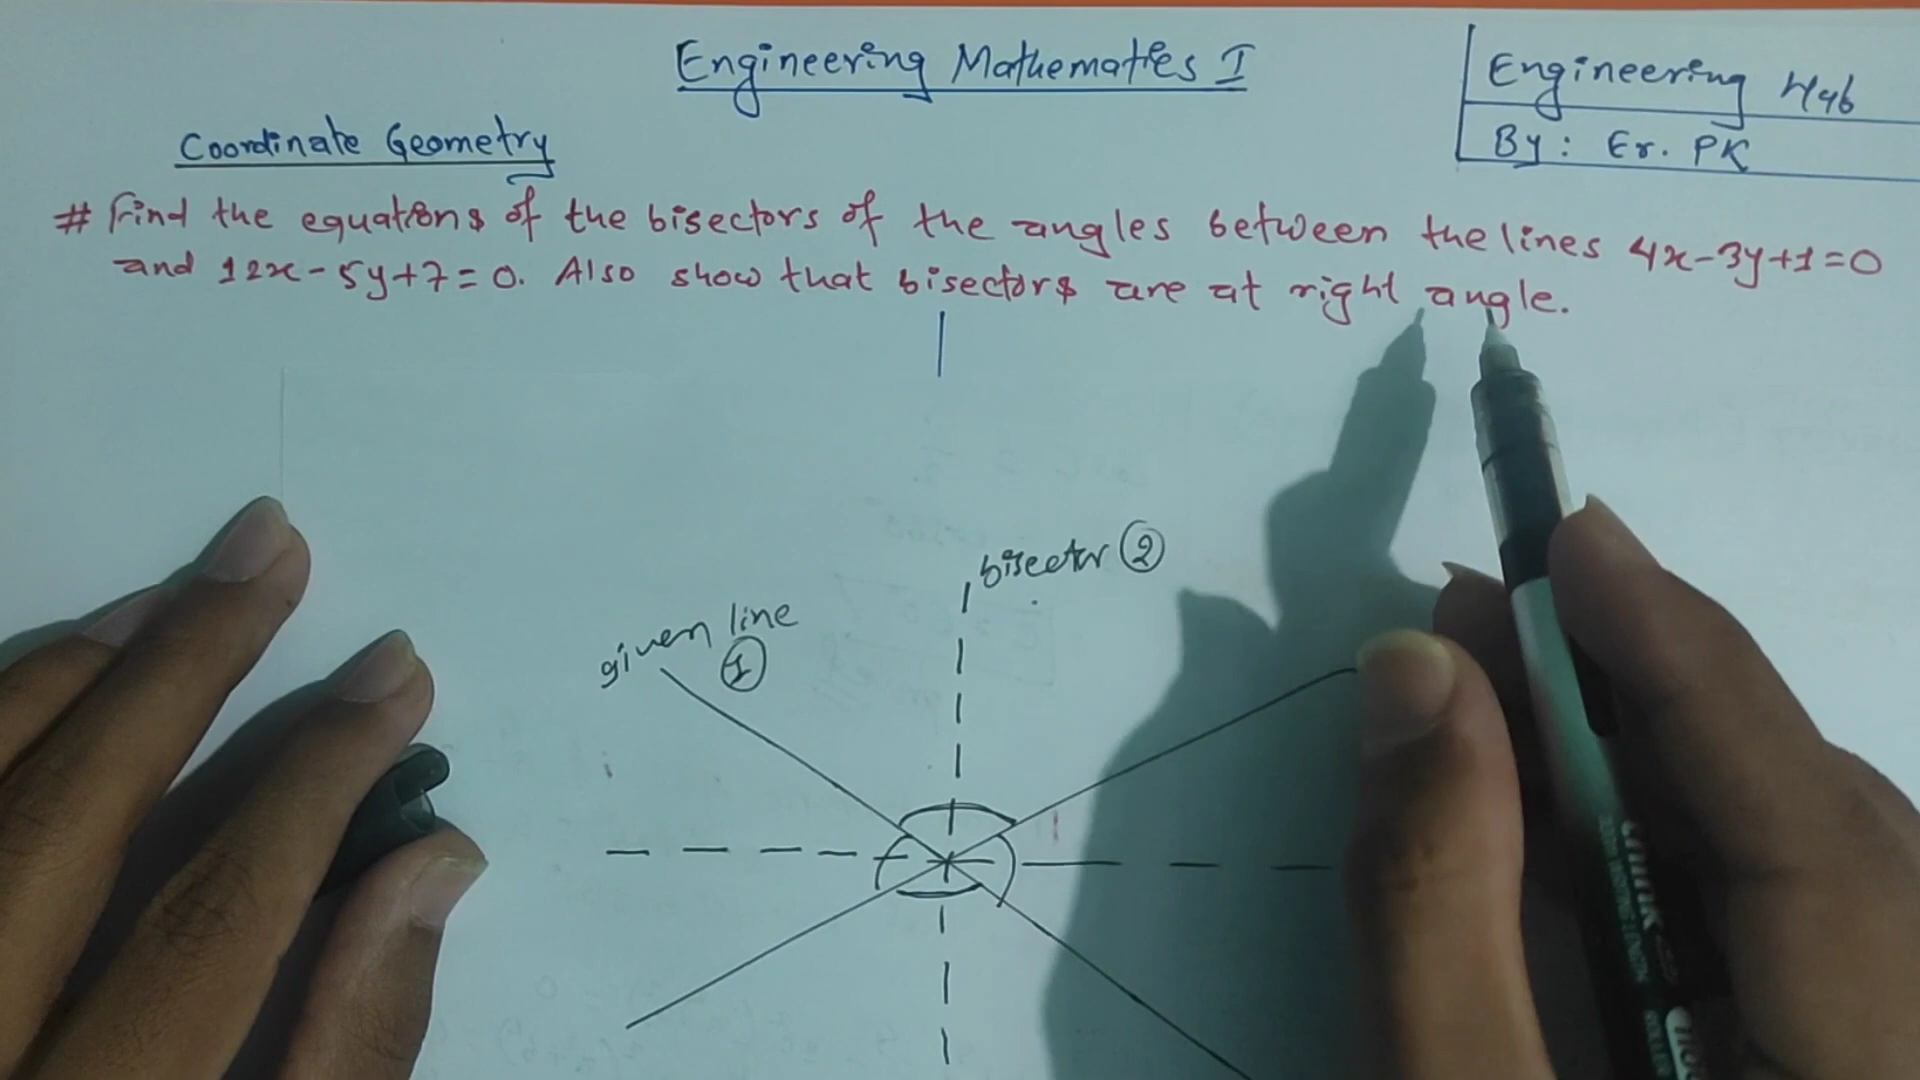 Engineering Mathematics I
Engineering Hub
By: Er. PK
Coordinate Geometry
# Find the equations of the bisectors of the angles between the lines 4x-3y+1=0
and 12x-5y+7=0. Also show that bisectors are at right angle.
bisector ②
given line
①